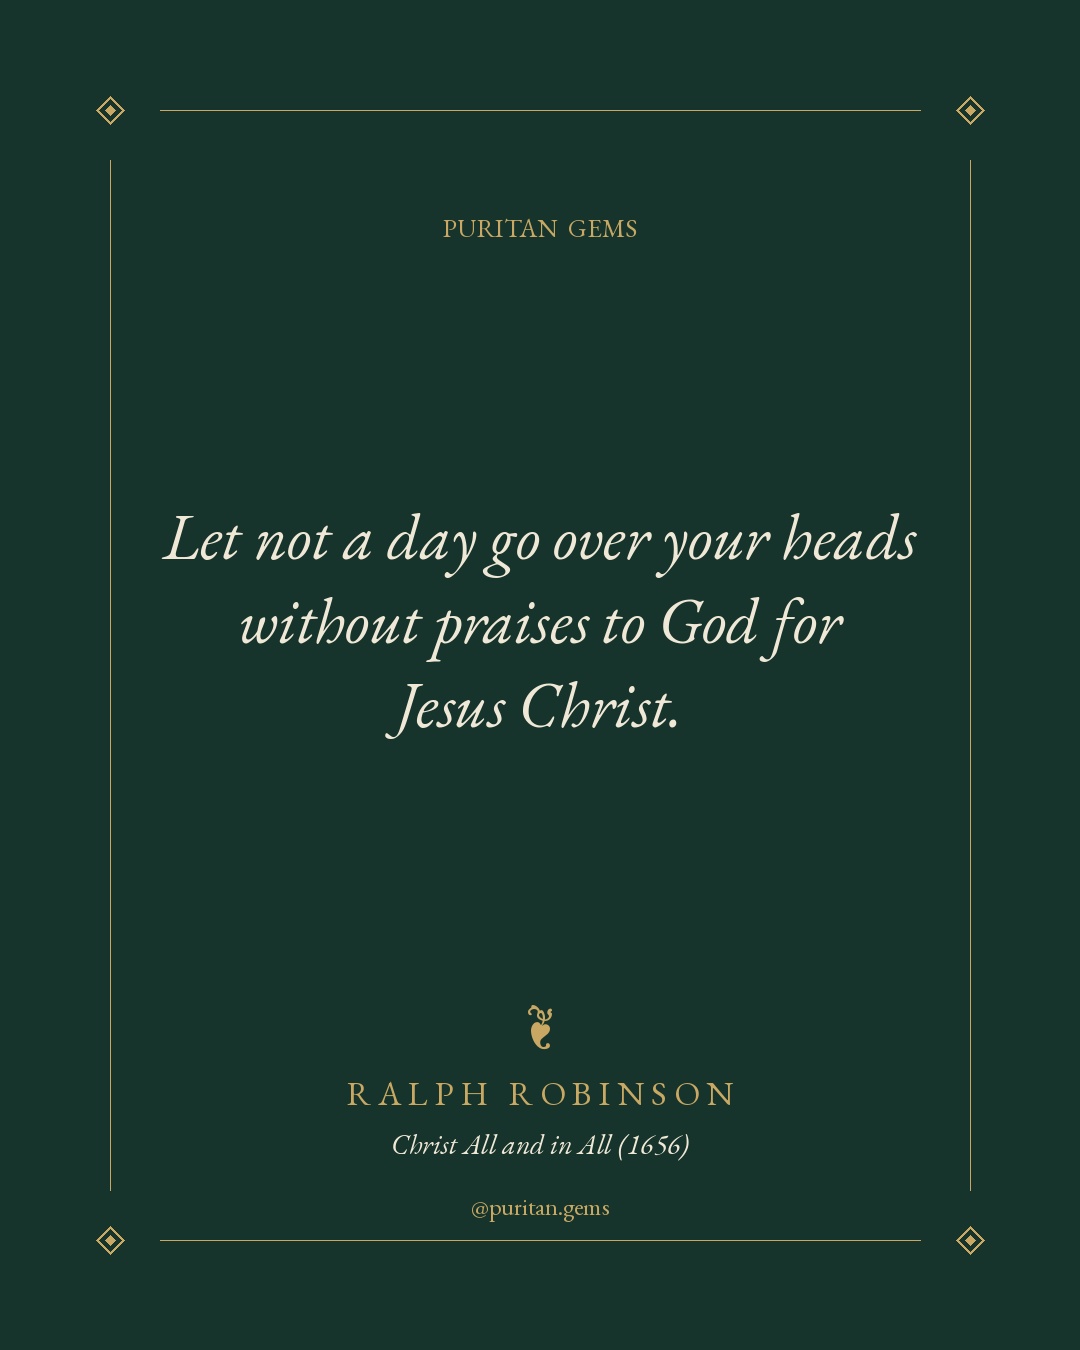 PURITAN GEMS
Let not a day go over your heads
without praises to God for
Jesus Christ.
RALPH ROBINSON
Christ All and in All (1656)
@puritan.gems